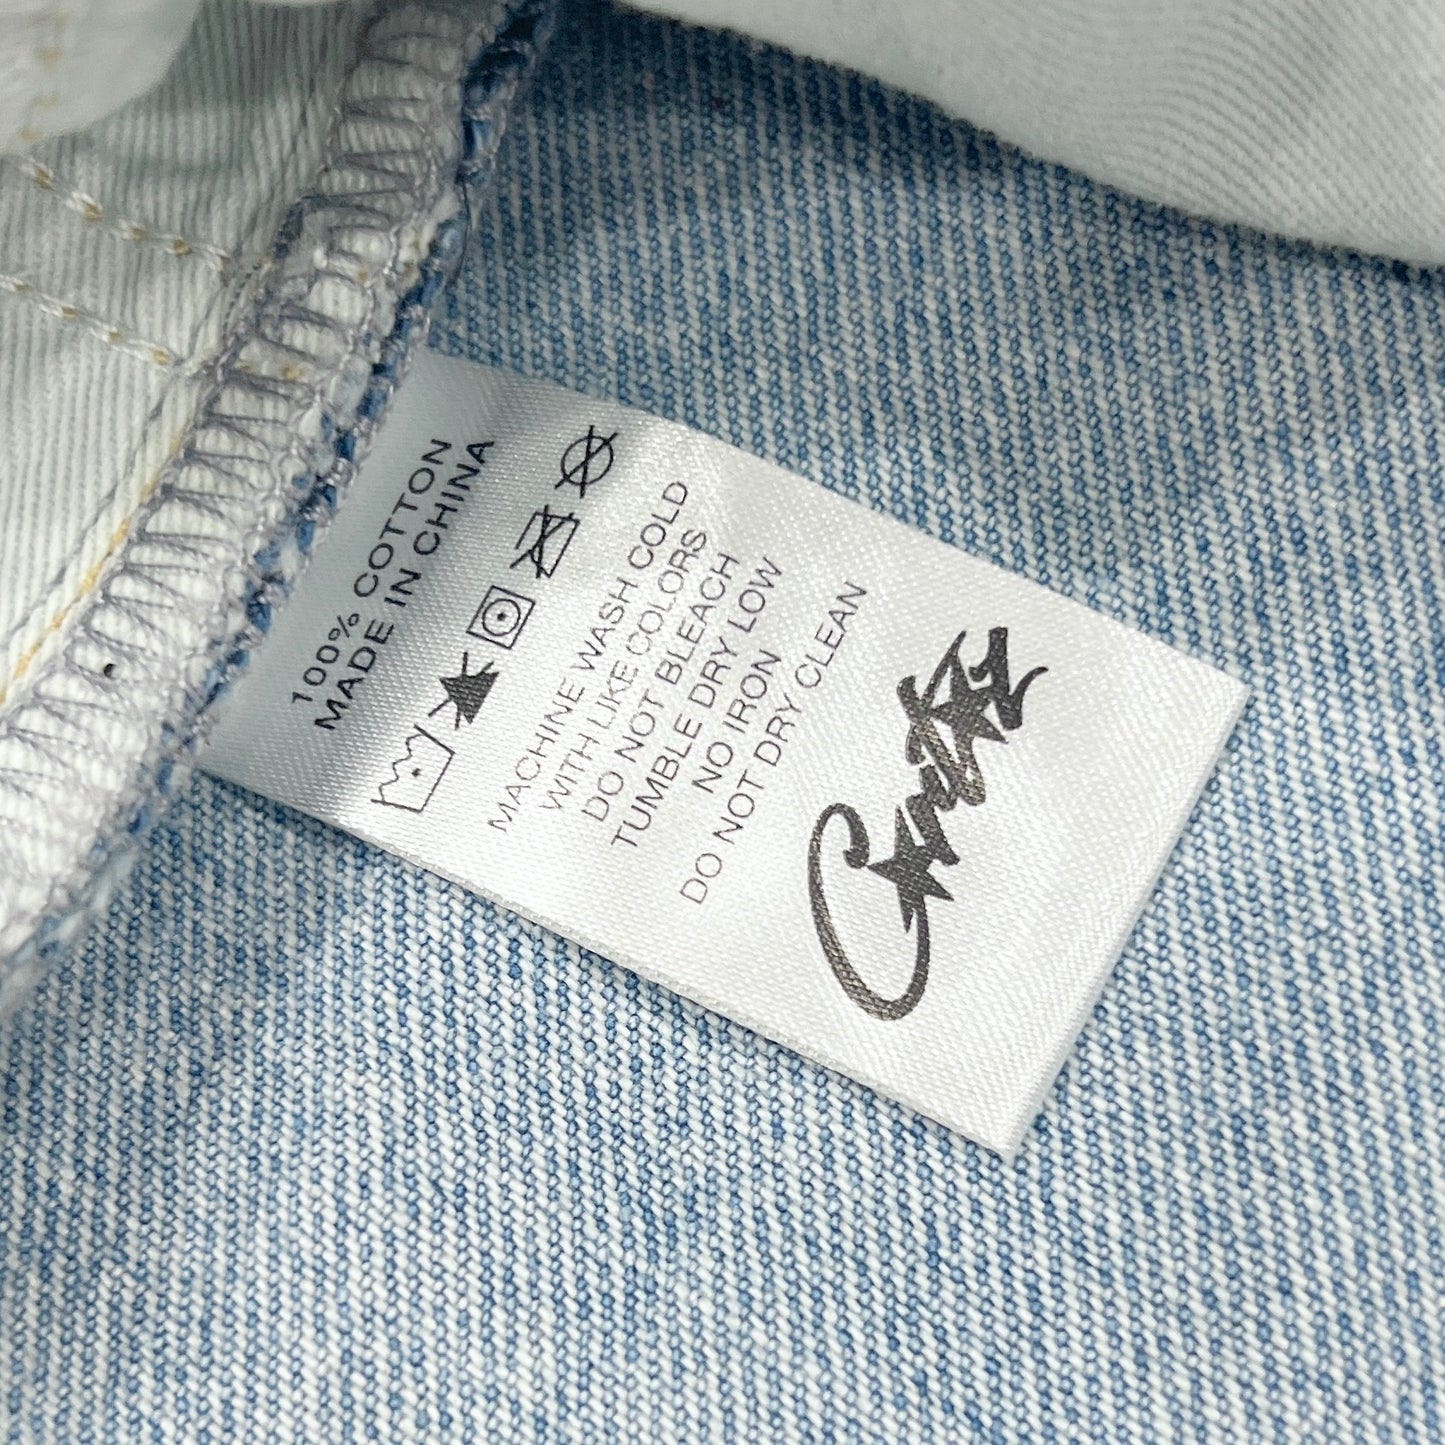 100% COTTON
MADE IN CHINA
MACHINE WASH COLD
WITH LIKE COLORS
DO NOT BLEACH
TUMBLE DRY LOW
NO IRON
DO NOT DRY CLEAN
Corteiz